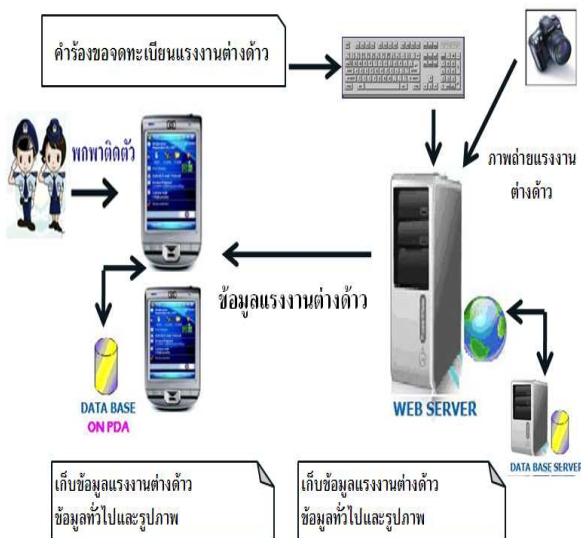 คำร้องขอจดทะเบียนแรงงานต่างด้าว
พกพาติดตัว
ภาพถ่ายแรงงาน
ต่างด้าว
ข้อมูลแรงงานต่างด้าว
DATA BASE
ON PDA
WEB SERVER
DATA BASE SERVER
เก็บข้อมูลแรงงานต่างด้าว
ข้อมูลทั่วไปและรูปภาพ
เก็บข้อมูลแรงงานต่างด้าว
ข้อมูลทั่วไปและรูปภาพ